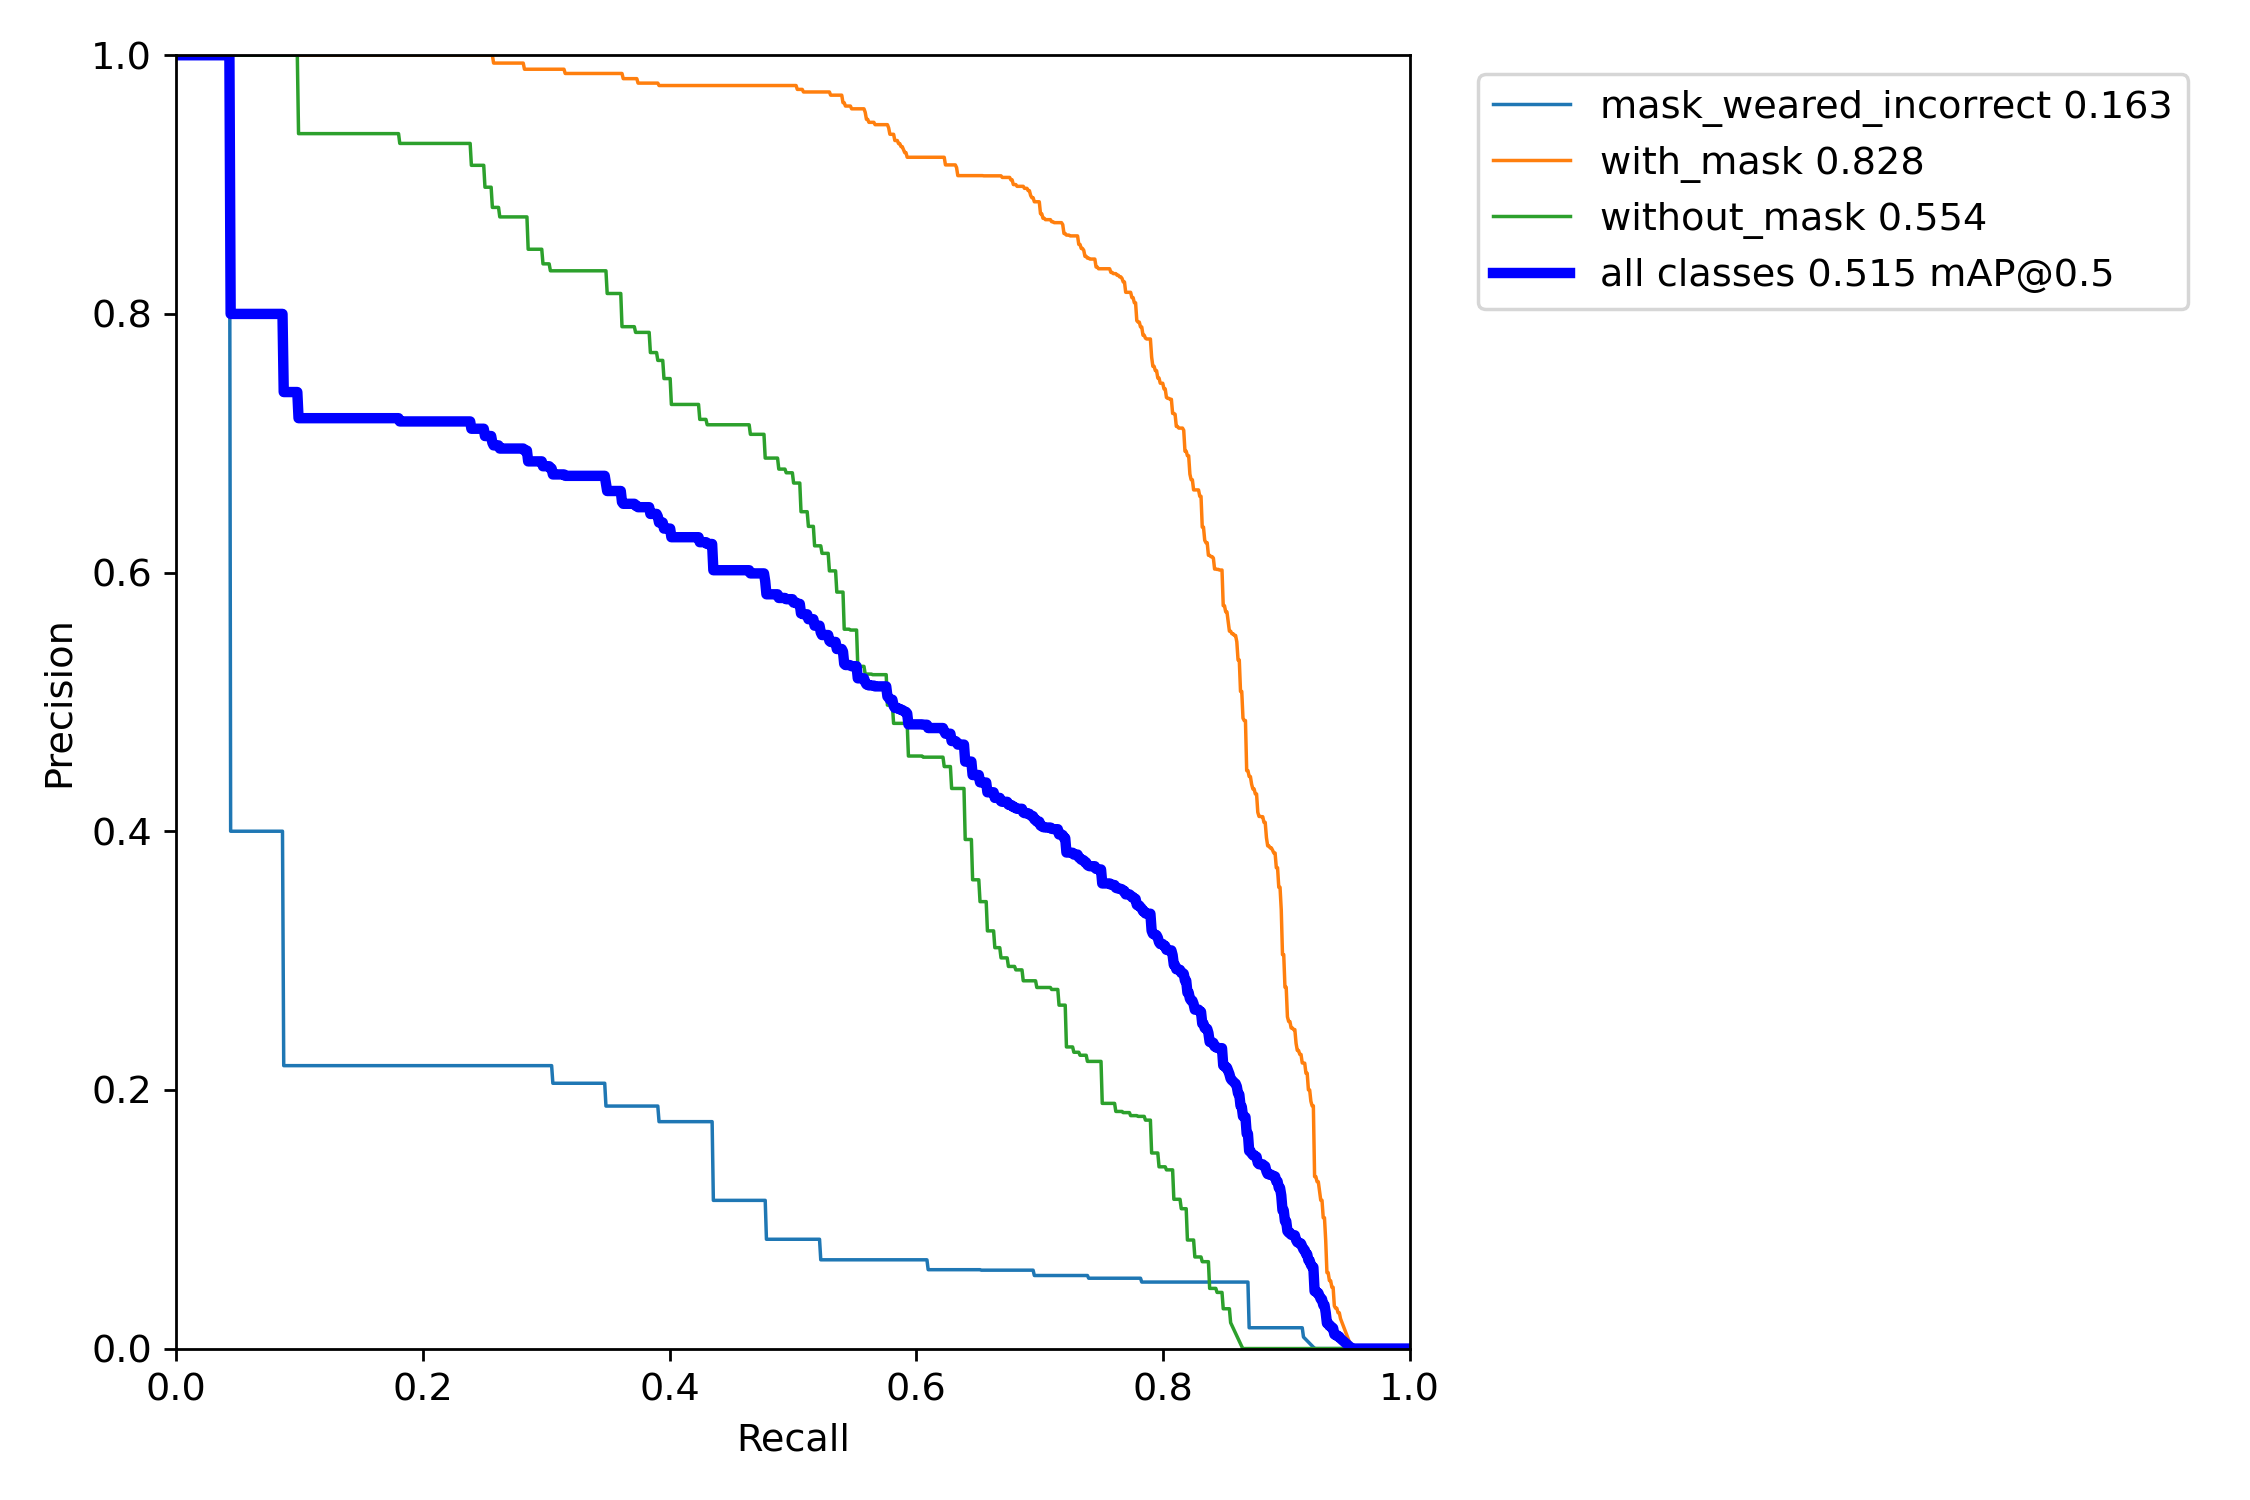 1.0
0.8
0.6
0.4
0.2
0.0
Precision
0.0 0.2 0.4 0.6 0.8 1.0
Recall
mask_weared_incorrect 0.163
with_mask 0.828
without_mask 0.554
all classes 0.515 mAP@0.5